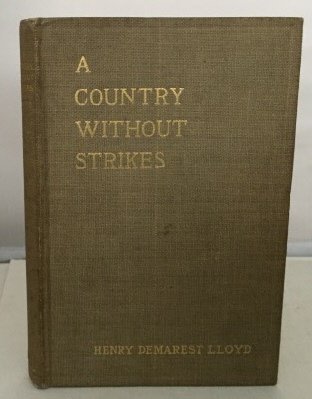 A
COUNTRY
WITHOUT
STRIKES
HENRY DEMAREST LLOYD